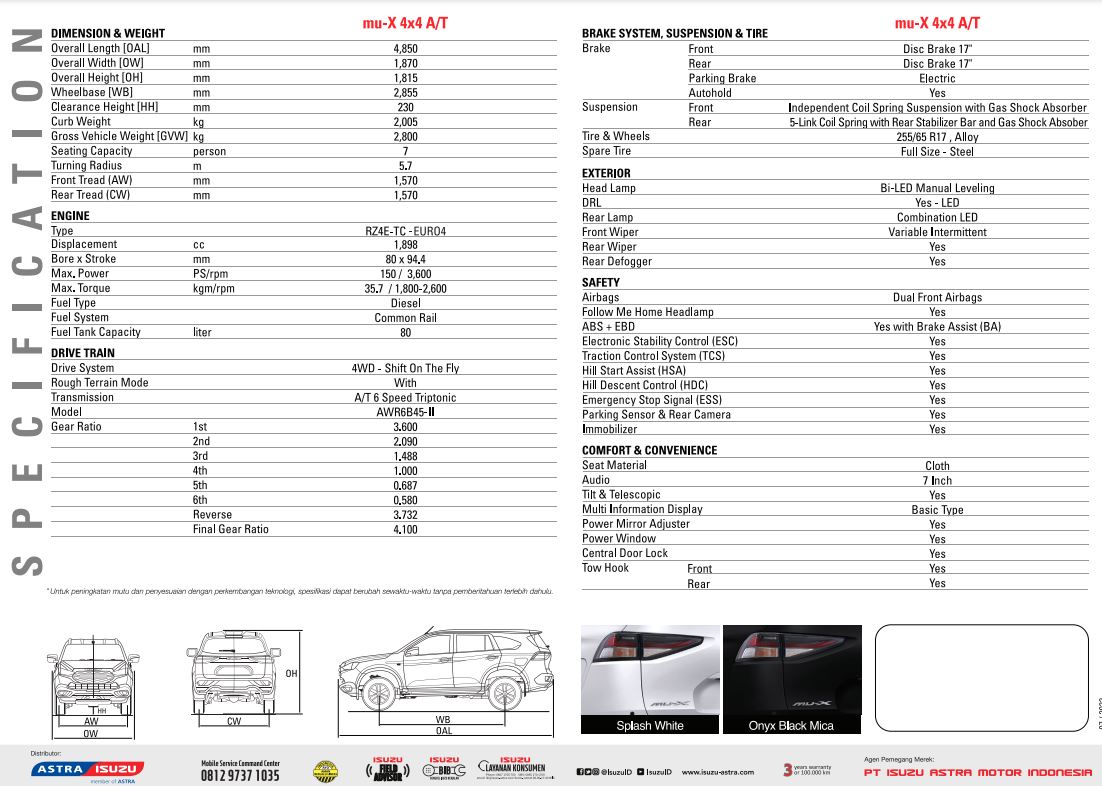 SPECIFICATION
mu-X 4x4 A/T
DIMENSION & WEIGHT
Overall Length [OAL] mm 4,850
Overall Width [OW] mm 1,870
Overall Height [OH] mm 1,815
Wheelbase [WB] mm 2,855
Clearance Height [HH] mm 230
Curb Weight kg 2,005
Gross Vehicle Weight [GVW] kg 2,800
Seating Capacity person 7
Turning Radius m 5.7
Front Tread (AW) mm 1,570
Rear Tread (CW) mm 1,570
ENGINE
Type RZ4E-TC - EURO4
Displacement cc 1,898
Bore x Stroke mm 80 x 94.4
Max. Power PS/rpm 150 / 3,600
Max. Torque kgm/rpm 35.7 / 1,800-2,600
Fuel Type Diesel
Fuel System Common Rail
Fuel Tank Capacity liter 80
DRIVE TRAIN
Drive System 4WD - Shift On The Fly
Rough Terrain Mode With
Transmission A/T 6 Speed Triptonic
Model AWR6B45-II
Gear Ratio 1st 3.600
2nd 2.090
3rd 1.488
4th 1.000
5th 0.687
6th 0.580
Reverse 3.732
Final Gear Ratio 4.100
*Untuk peningkatan mutu dan penyesuaian dengan perkembangan teknologi, spesifikasi dapat berubah sewaktu-waktu tanpa pemberitahuan terlebih dahulu.
mu-X 4x4 A/T
BRAKE SYSTEM, SUSPENSION & TIRE
Brake Front Disc Brake 17"
Rear Disc Brake 17"
Parking Brake Electric
Autohold Yes
Suspension Front Independent Coil Spring Suspension with Gas Shock Absorber
Rear 5-Link Coil Spring with Rear Stabilizer Bar and Gas Shock Absober
Tire & Wheels 255/65 R17 , Alloy
Spare Tire Full Size - Steel
EXTERIOR
Head Lamp Bi-LED Manual Leveling
DRL Yes - LED
Rear Lamp Combination LED
Front Wiper Variable Intermittent
Rear Wiper Yes
Rear Defogger Yes
SAFETY
Airbags Dual Front Airbags
Follow Me Home Headlamp Yes
ABS + EBD Yes with Brake Assist (BA)
Electronic Stability Control (ESC) Yes
Traction Control System (TCS) Yes
Hill Start Assist (HSA) Yes
Hill Descent Control (HDC) Yes
Emergency Stop Signal (ESS) Yes
Parking Sensor & Rear Camera Yes
Immobilizer Yes
COMFORT & CONVENIENCE
Seat Material Cloth
Audio 7 Inch
Tilt & Telescopic Yes
Multi Information Display Basic Type
Power Mirror Adjuster Yes
Power Window Yes
Central Door Lock Yes
Tow Hook Front Yes
Rear Yes
HH
AW
OW
CW
OH
WB
OAL
MU-X
Splash White
MU-X
Onyx Black Mica
Distributor:
ASTRA ISUZU
member of ASTRA
Mobile Service Command Center
0812 9737 1035
ISUZU
FIELD ADVISOR
ISUZU
BIB
ISUZU
LAYANAN KONSUMEN
@IsuzuID IsuzuID www.isuzu-astra.com
3 years warranty
or 100.000 km
Agen Pemegang Merek:
PT ISUZU ASTRA MOTOR INDONESIA